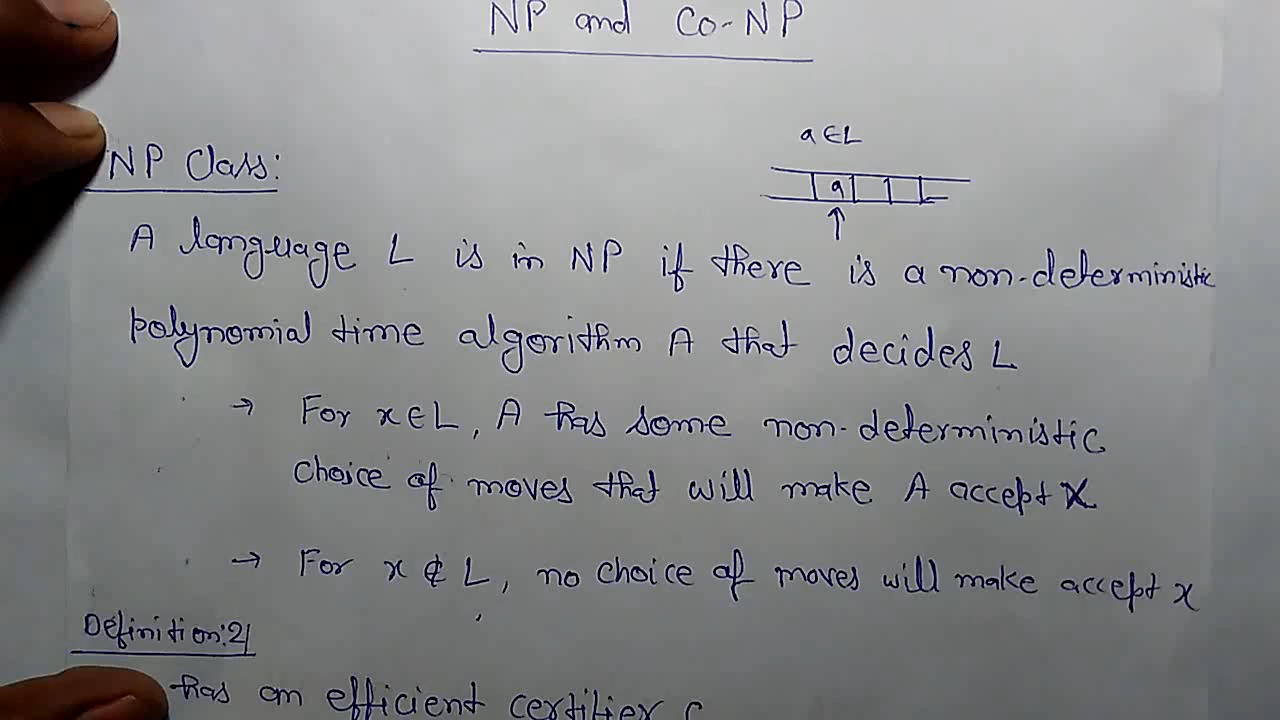 NP and Co-NP
a∈L
a
NP Class:
A language L is in NP if there is a non-deterministic
polynomial time algorithm A that decides L
→ For x∈L, A has some non-deterministic
choice of moves that will make A accept X
→ For x∉L, no choice of moves will make accept x
Definition:2
has an efficient certifier